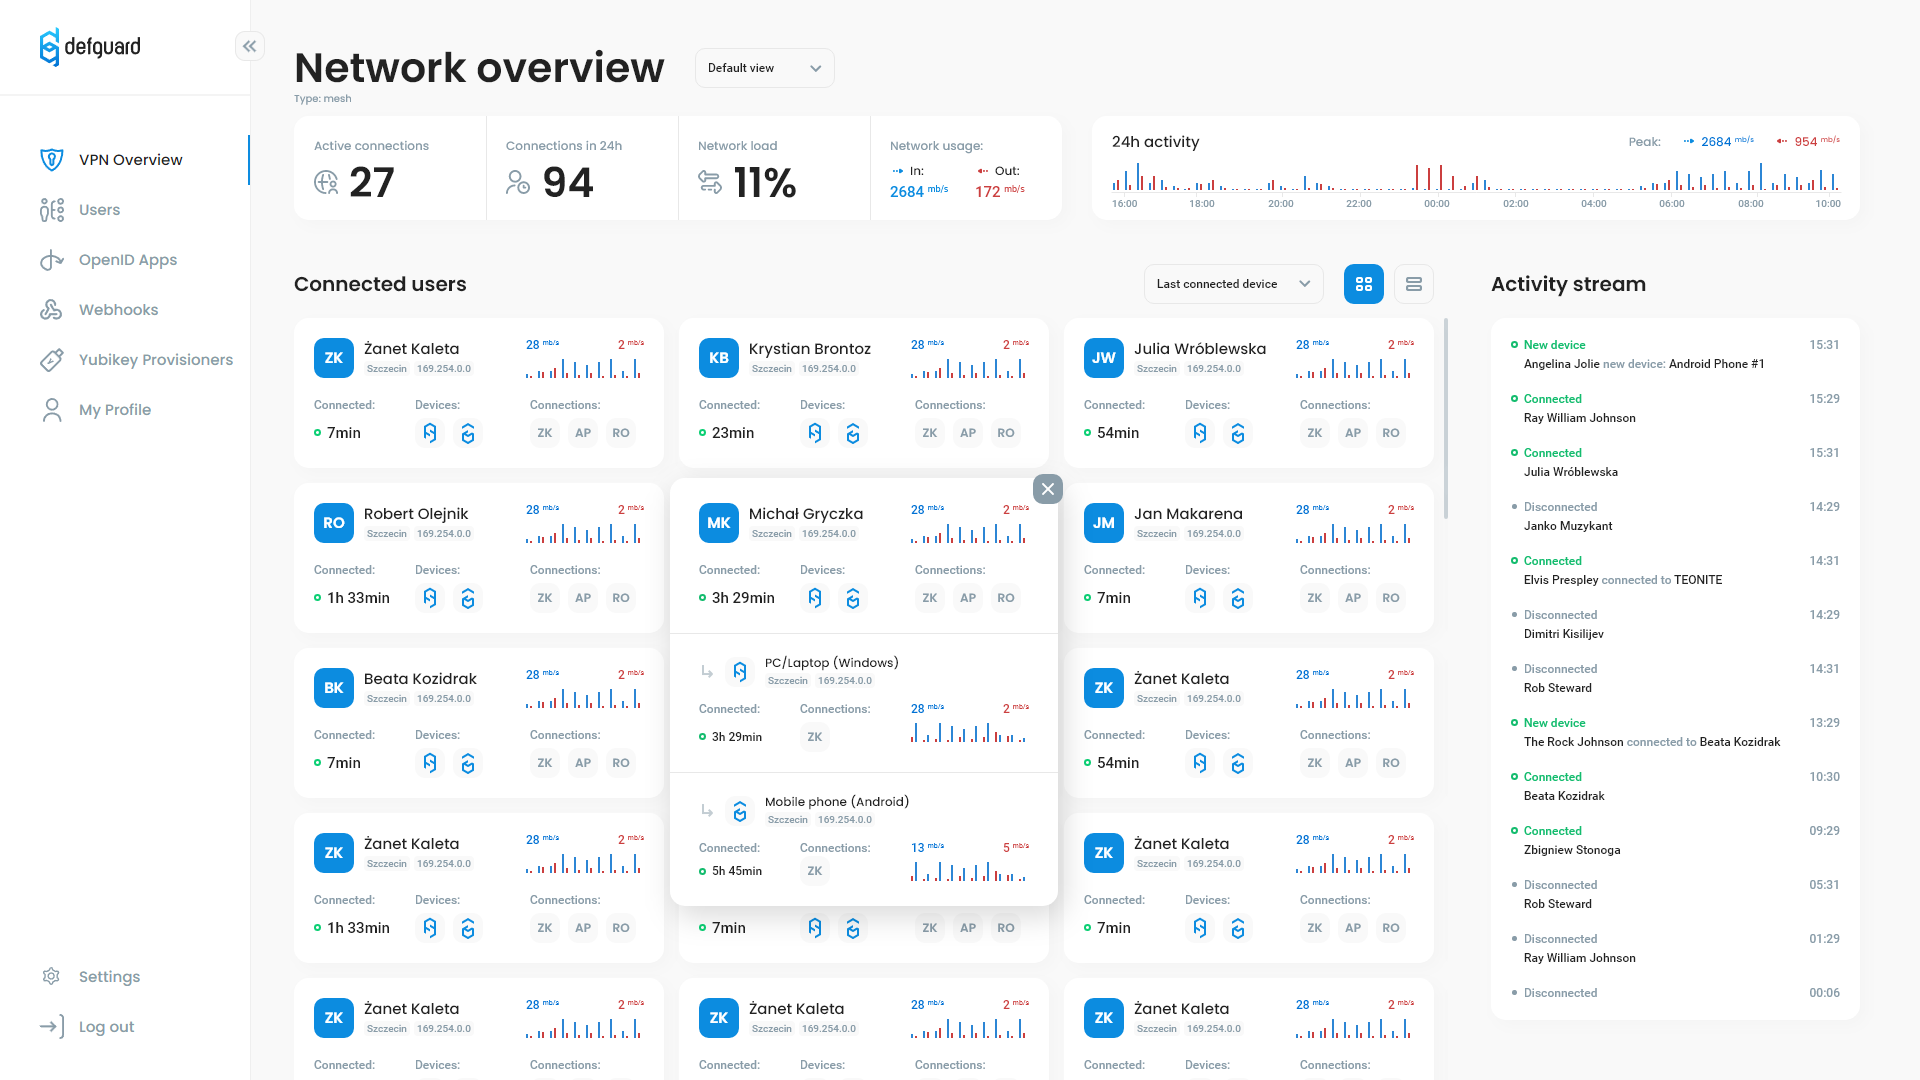 defguard
VPN Overview
Users
OpenID Apps
Webhooks
Yubikey Provisioners
My Profile
Settings
Log out
Network overview
Default view
Type: mesh
Active connections
27
Connections in 24h
94
Network load
11%
Network usage:
In:
2684 mb/s
Out:
172 mb/s
24h activity
Peak: 2684 mb/s 954 mb/s
16:00 18:00 20:00 22:00 00:00 02:00 04:00 06:00 08:00 10:00
Connected users
Last connected device
ZK Żanet Kaleta 28 mb/s 2 mb/s
Szczecin 169.254.0.0
Connected: Devices: Connections:
7min ZK AP RO
KB Krystian Brontoz 28 mb/s 2 mb/s
Szczecin 169.254.0.0
Connected: Devices: Connections:
23min ZK AP RO
JW Julia Wróblewska 28 mb/s 2 mb/s
Szczecin 169.254.0.0
Connected: Devices: Connections:
54min ZK AP RO
RO Robert Olejnik 28 mb/s 2 mb/s
Szczecin 169.254.0.0
Connected: Devices: Connections:
1h 33min ZK AP RO
MK Michał Gryczka 28 mb/s 2 mb/s
Szczecin 169.254.0.0
Connected: Devices: Connections:
3h 29min ZK AP RO
PC/Laptop (Windows)
Szczecin 169.254.0.0
Connected: Connections: 28 mb/s 2 mb/s
3h 29min ZK
Mobile phone (Android)
Szczecin 169.254.0.0
Connected: Connections: 13 mb/s 5 mb/s
5h 45min ZK
JM Jan Makarena 28 mb/s 2 mb/s
Szczecin 169.254.0.0
Connected: Devices: Connections:
7min ZK AP RO
BK Beata Kozidrak 28 mb/s 2 mb/s
Szczecin 169.254.0.0
Connected: Devices: Connections:
7min ZK AP RO
ZK Żanet Kaleta 28 mb/s 2 mb/s
Szczecin 169.254.0.0
Connected: Devices: Connections:
54min ZK AP RO
ZK Żanet Kaleta 28 mb/s 2 mb/s
Szczecin 169.254.0.0
Connected: Devices: Connections:
1h 33min ZK AP RO
7min ZK AP RO
ZK Żanet Kaleta 28 mb/s 2 mb/s
Szczecin 169.254.0.0
Connected: Devices: Connections:
7min ZK AP RO
ZK Żanet Kaleta 28 mb/s 2 mb/s
Szczecin 169.254.0.0
Connected: Devices: Connections:
ZK Żanet Kaleta 28 mb/s 2 mb/s
Szczecin 169.254.0.0
Connected: Devices: Connections:
ZK Żanet Kaleta 28 mb/s 2 mb/s
Szczecin 169.254.0.0
Connected: Devices: Connections:
Activity stream
New device 15:31
Angelina Jolie new device: Android Phone #1
Connected 15:29
Ray William Johnson
Connected 15:31
Julia Wróblewska
Disconnected 14:29
Janko Muzykant
Connected 14:31
Elvis Prespley connected to TEONITE
Disconnected 14:29
Dimitri Kisilijev
Disconnected 14:31
Rob Steward
New device 13:29
The Rock Johnson connected to Beata Kozidrak
Connected 10:30
Beata Kozidrak
Connected 09:29
Zbigniew Stonoga
Disconnected 05:31
Rob Steward
Disconnected 01:29
Ray William Johnson
Disconnected 00:06